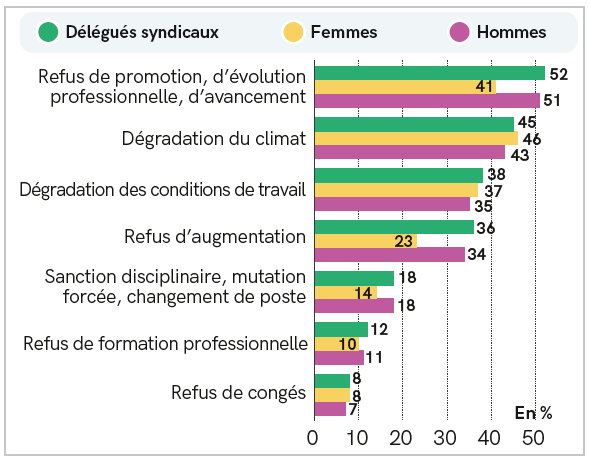 Délégués syndicaux Femmes Hommes
Refus de promotion, d'évolution
professionnelle, d'avancement
52
41
51
Dégradation du climat
45
46
43
Dégradation des conditions de travail
38
37
35
Refus d'augmentation
36
23
34
Sanction disciplinaire, mutation
forcée, changement de poste
18
14
18
Refus de formation professionnelle
12
10
11
Refus de congés
8
8
7
En %
0 10 20 30 40 50